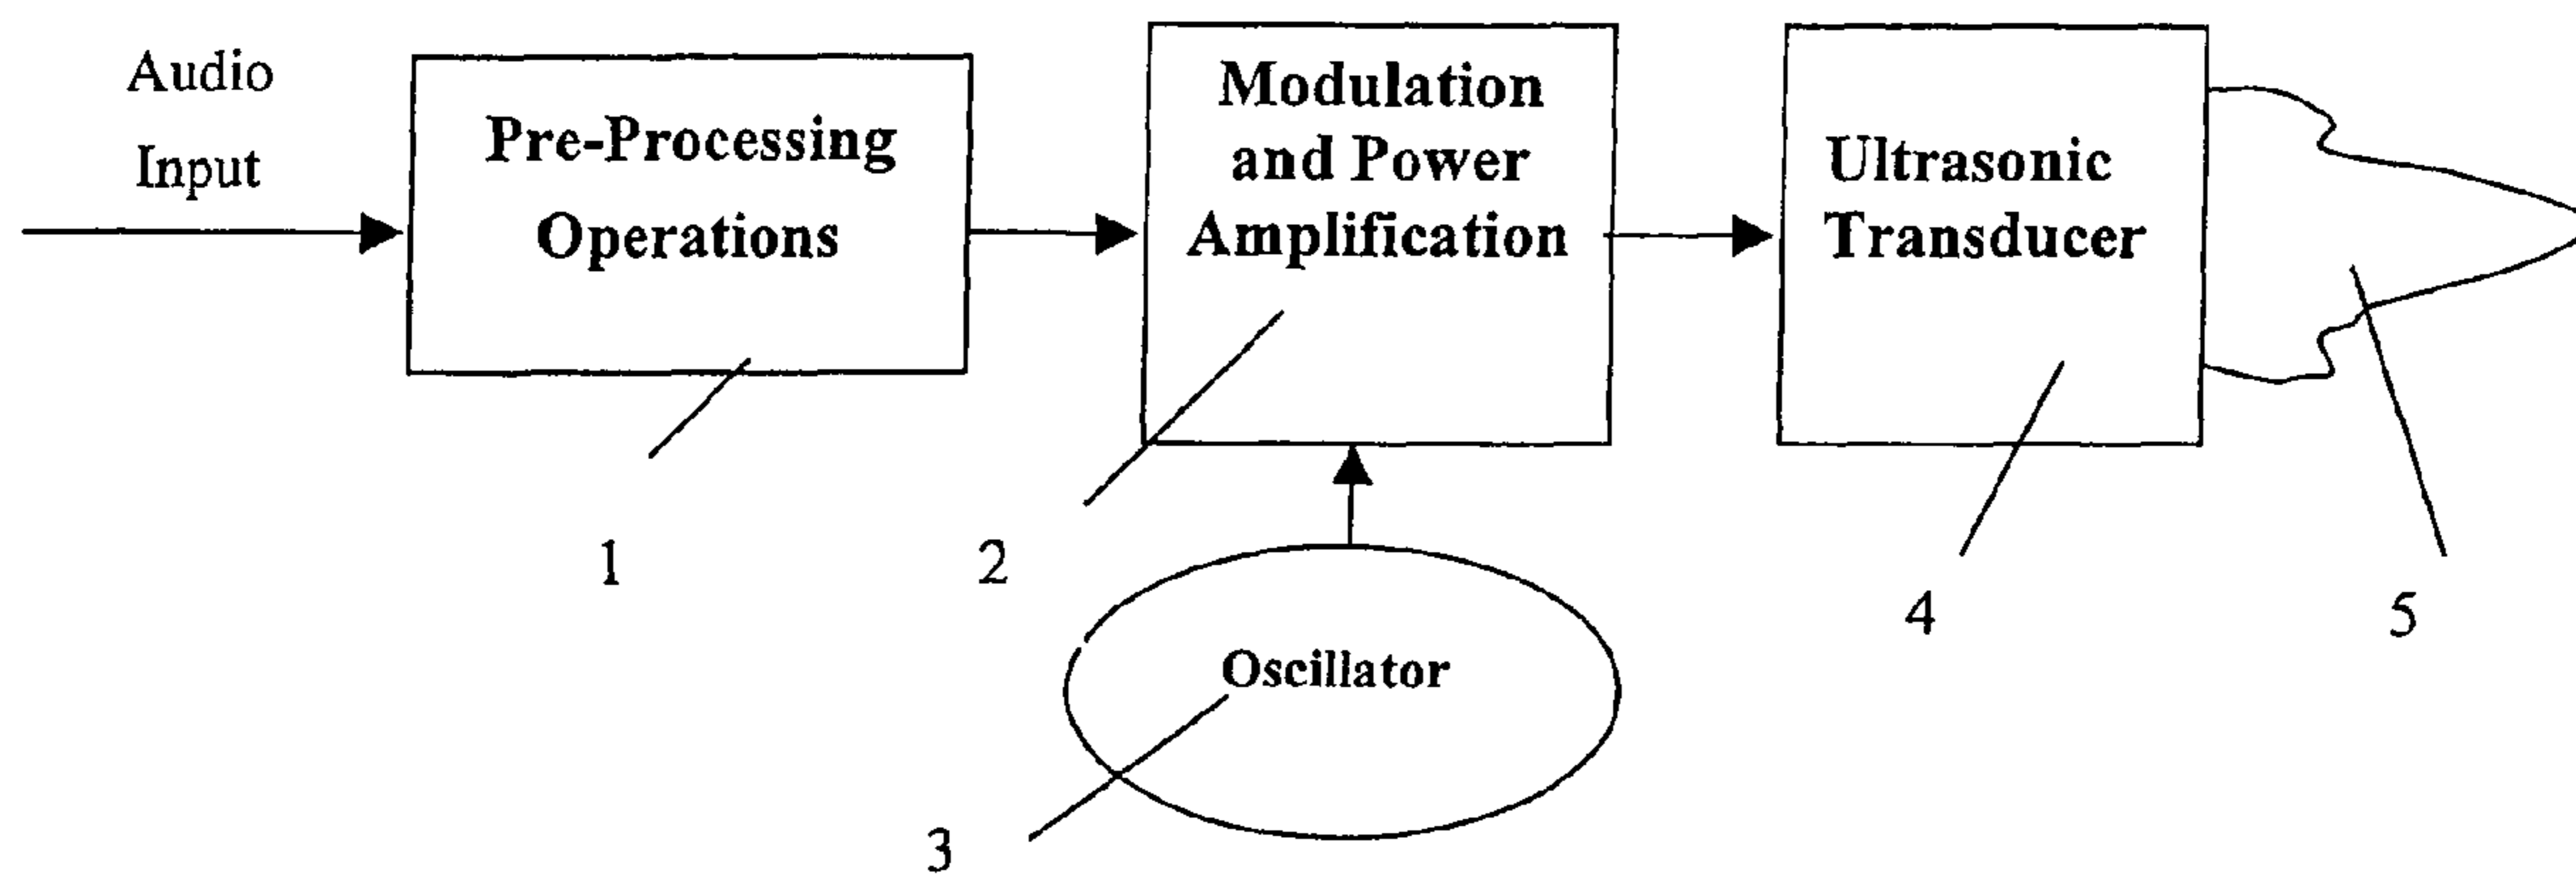 Audio
Input
Pre-Processing
Operations
Modulation
and Power
Amplification
Ultrasonic
Transducer
Oscillator
1
2
3
4
5